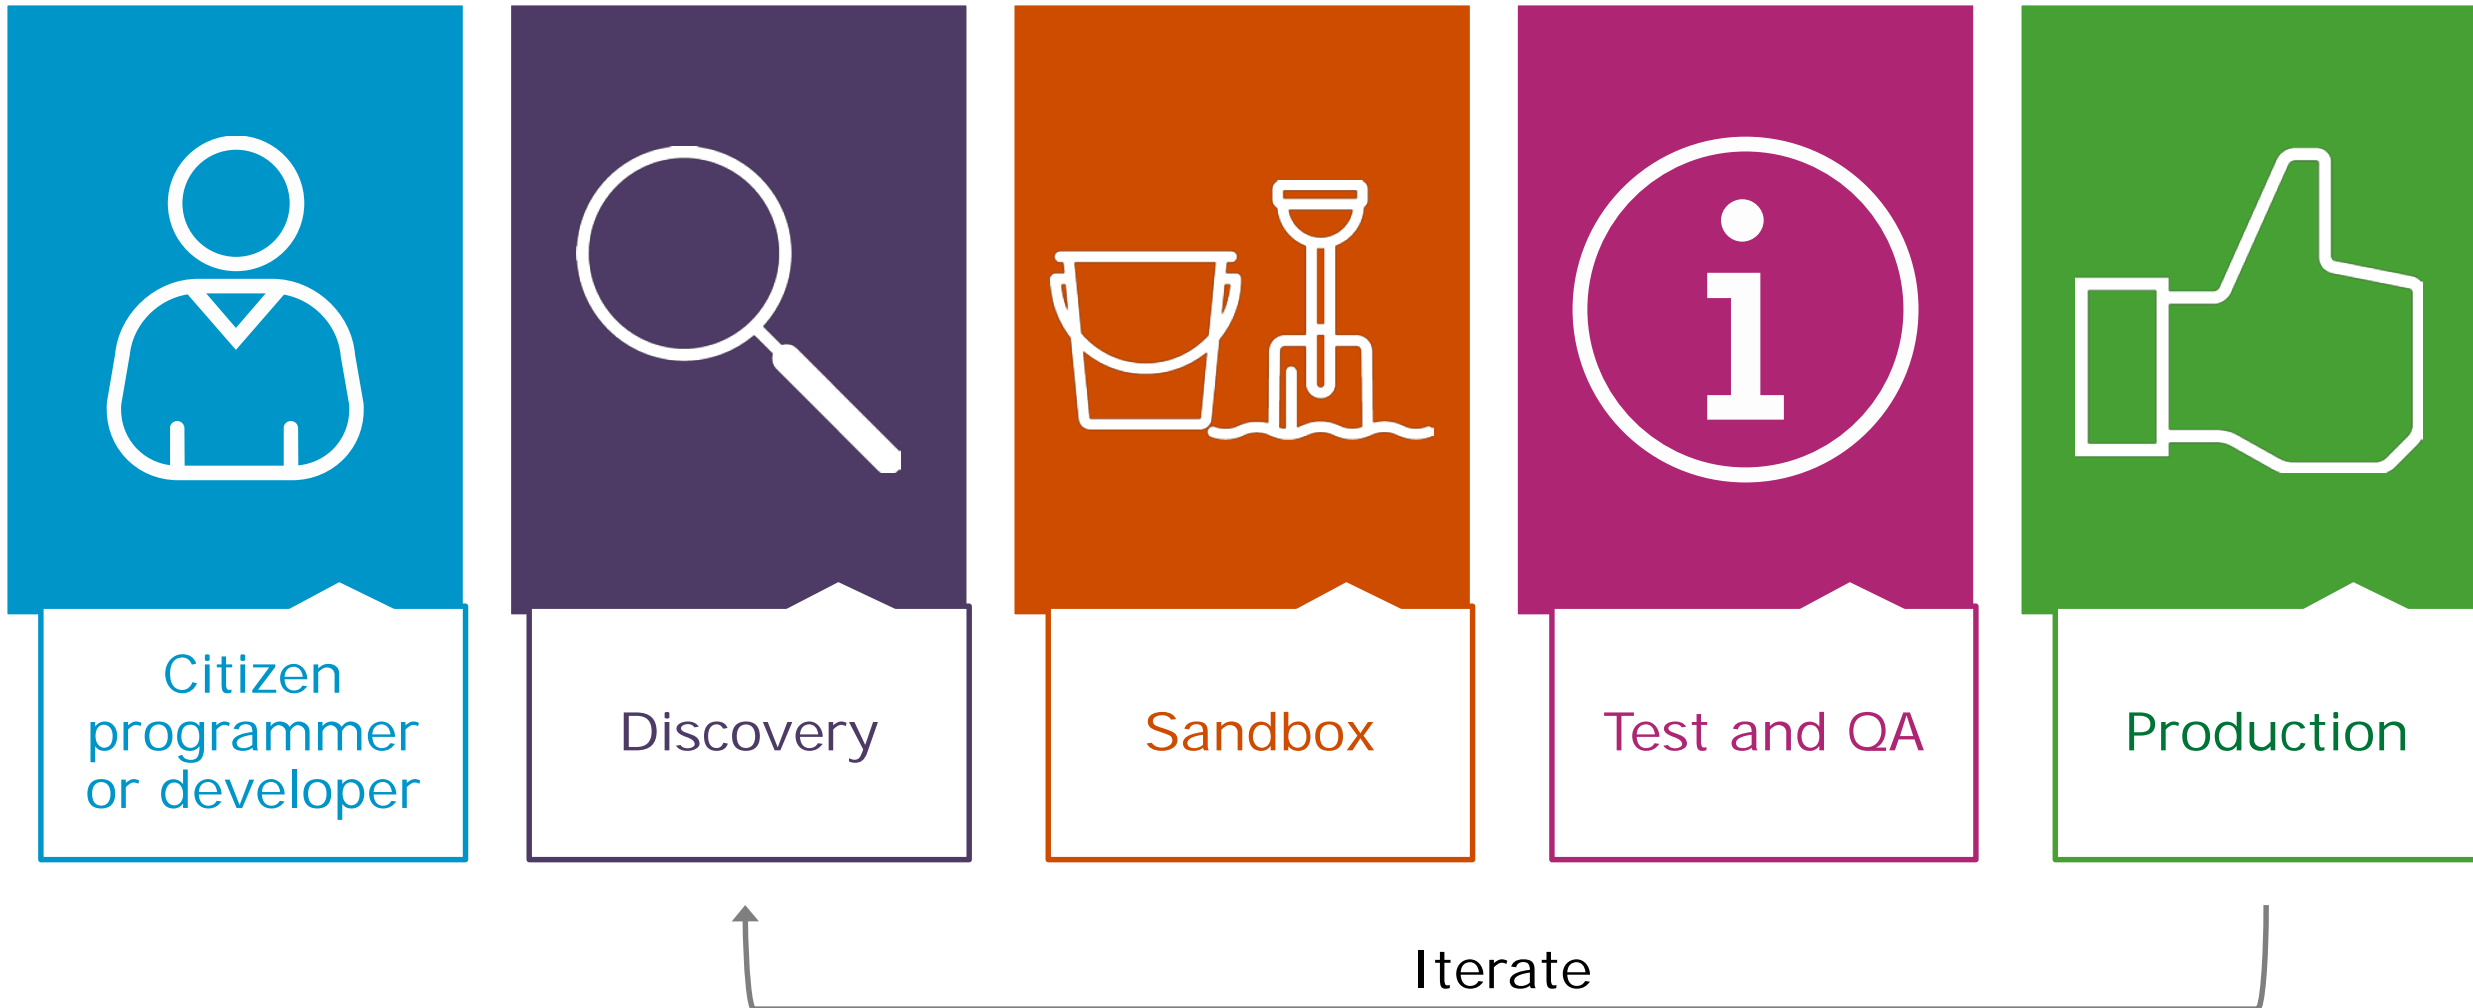 Citizen
programmer
or developer
Discovery
Sandbox
Test and QA
Production
Iterate